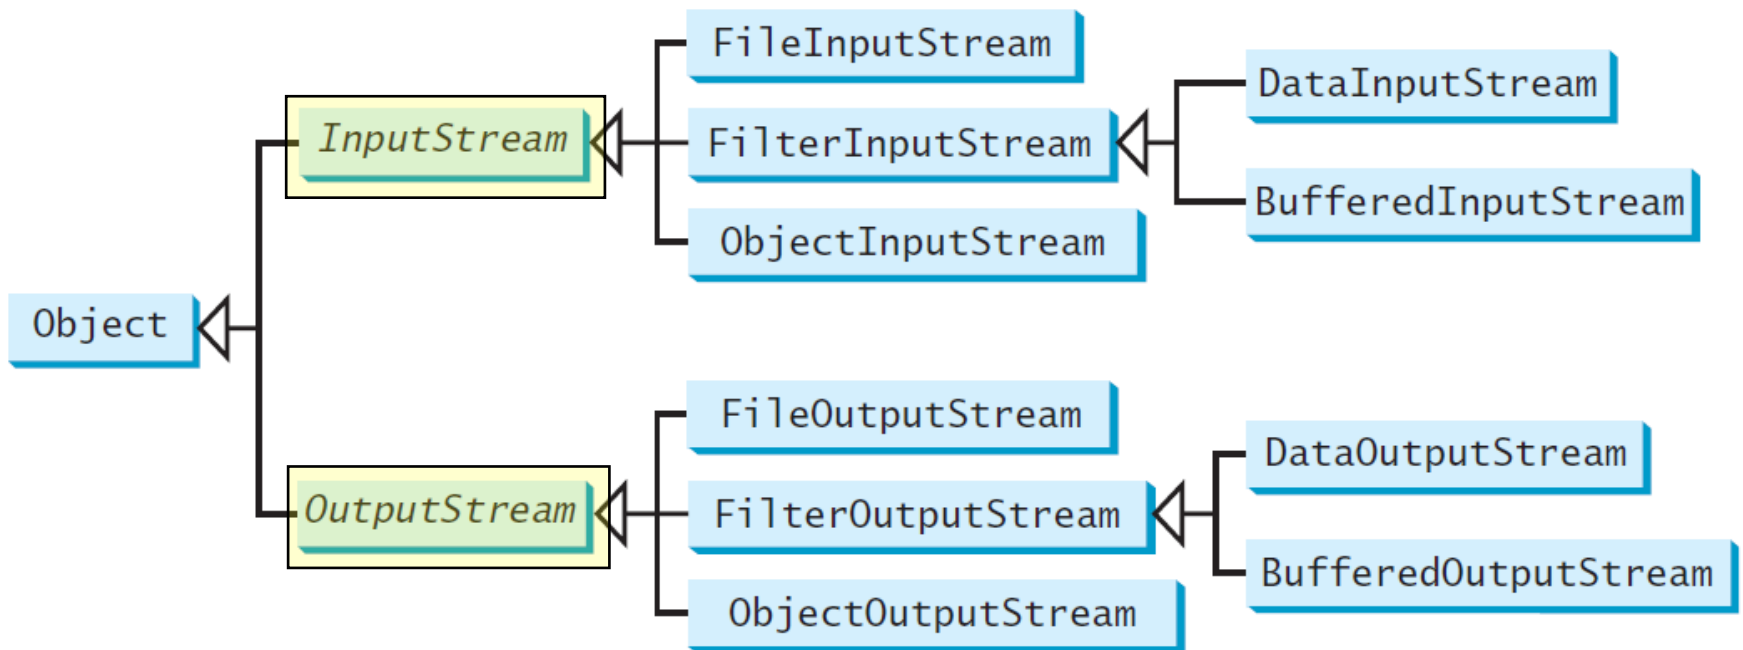 Object
InputStream
OutputStream
FileInputStream
FilterInputStream
ObjectInputStream
DataInputStream
BufferedInputStream
FileOutputStream
FilterOutputStream
ObjectOutputStream
DataOutputStream
BufferedOutputStream